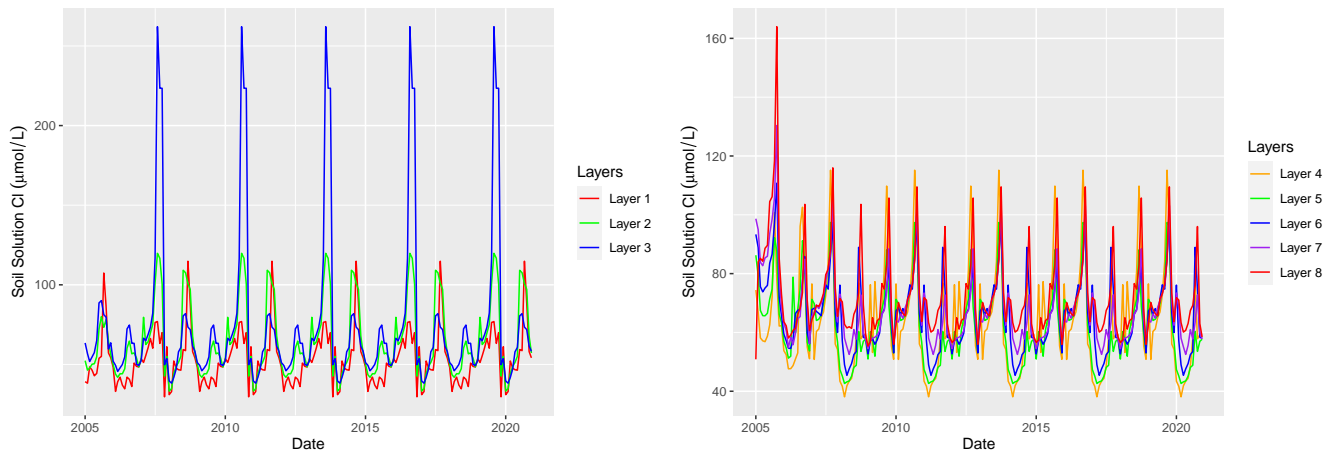 Soil Solution Cl (μmol/L)
200
100
2005
2010
2015
2020
Date
Layers
Layer 1
Layer 2
Layer 3
Soil Solution Cl (μmol/L)
160
120
80
40
2005
2010
2015
2020
Date
Layers
Layer 4
Layer 5
Layer 6
Layer 7
Layer 8